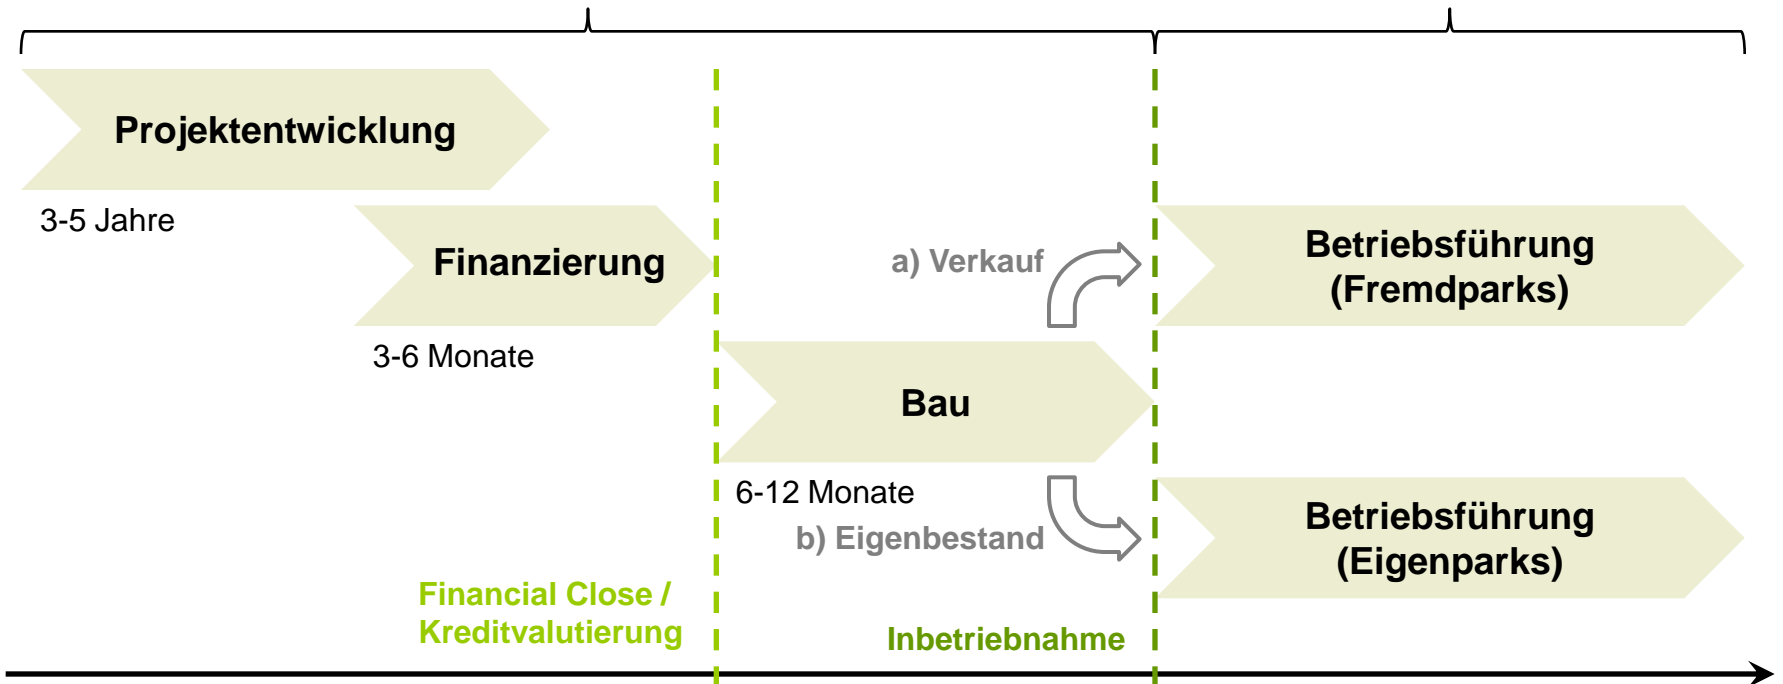 Projektentwicklung
3-5 Jahre
Finanzierung
3-6 Monate
a) Verkauf
Betriebsführung
(Fremdparks)
Bau
6-12 Monate
b) Eigenbestand
Betriebsführung
(Eigenparks)
Financial Close /
Kreditvalutierung
Inbetriebnahme